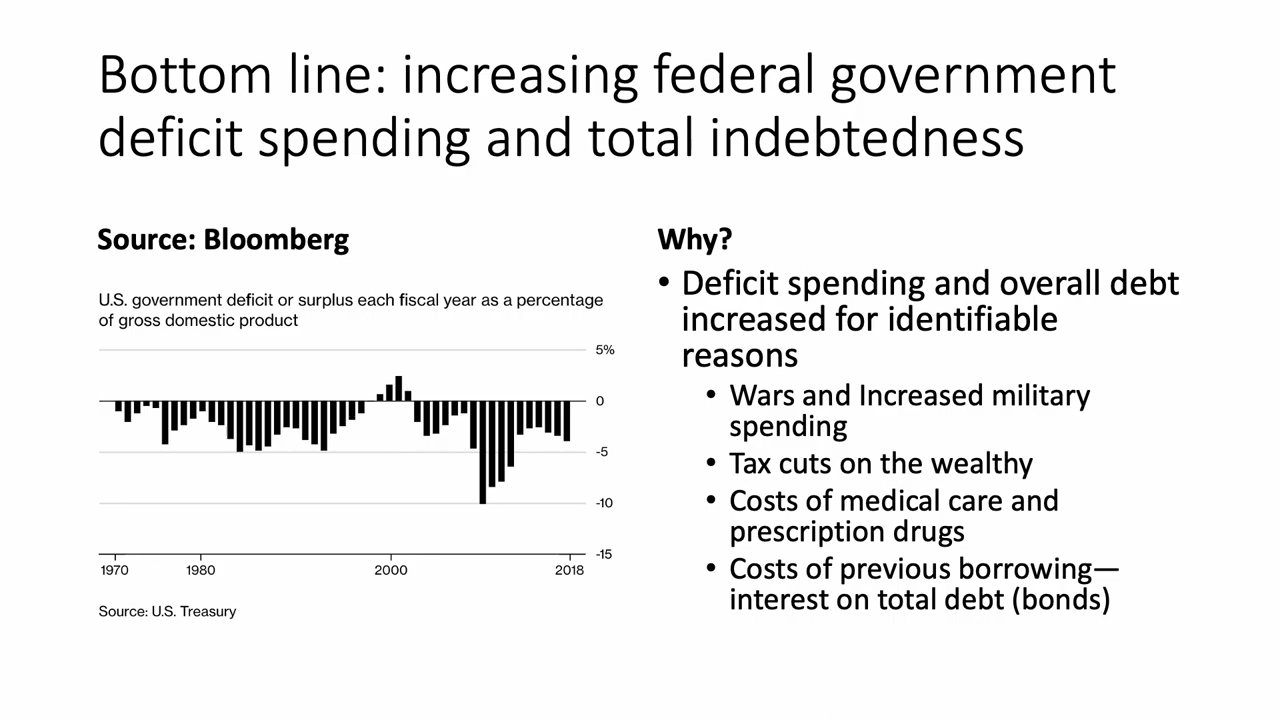 Bottom line: increasing federal government
deficit spending and total indebtedness
Source: Bloomberg
U.S. government deficit or surplus each fiscal year as a percentage
of gross domestic product
5%
0
-5
-10
-15
1970
1980
2000
2018
Source: U.S. Treasury
Why?
• Deficit spending and overall debt
increased for identifiable
reasons
• Wars and Increased military
spending
• Tax cuts on the wealthy
• Costs of medical care and
prescription drugs
• Costs of previous borrowing—
interest on total debt (bonds)